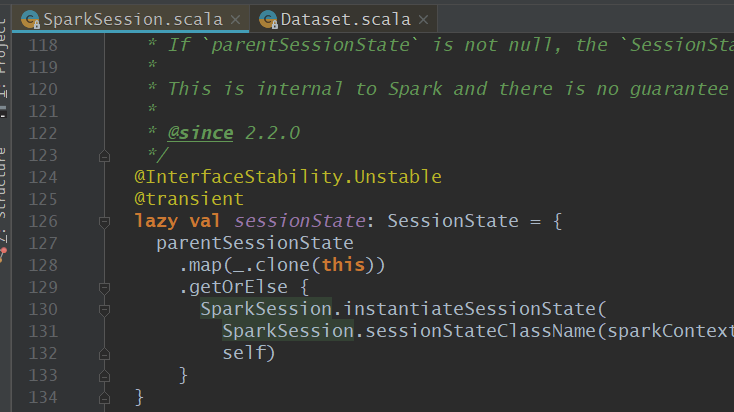 SparkSession.scala × Dataset.scala ×
1: Project
7: Structure
118 * If `parentSessionState` is not null, the `SessionSta
119 *
120 * This is internal to Spark and there is no guarantee
121 *
122 * @since 2.2.0
123 */
124 @InterfaceStability.Unstable
125 @transient
126 lazy val sessionState: SessionState = {
127 parentSessionState
128 .map(_.clone(this))
129 .getOrElse {
130 SparkSession.instantiateSessionState(
131 SparkSession.sessionStateClassName(sparkContext
132 self)
133 }
134 }